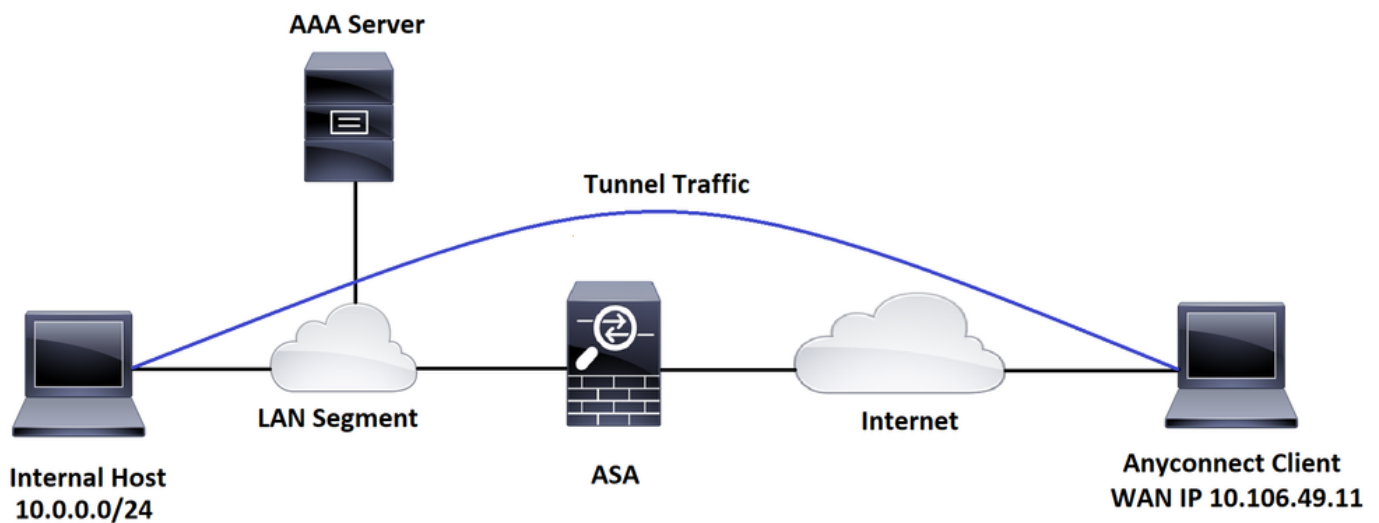 AAA Server
Tunnel Traffic
LAN Segment
Internet
Internal Host
10.0.0.0/24
ASA
Anyconnect Client
WAN IP 10.106.49.11